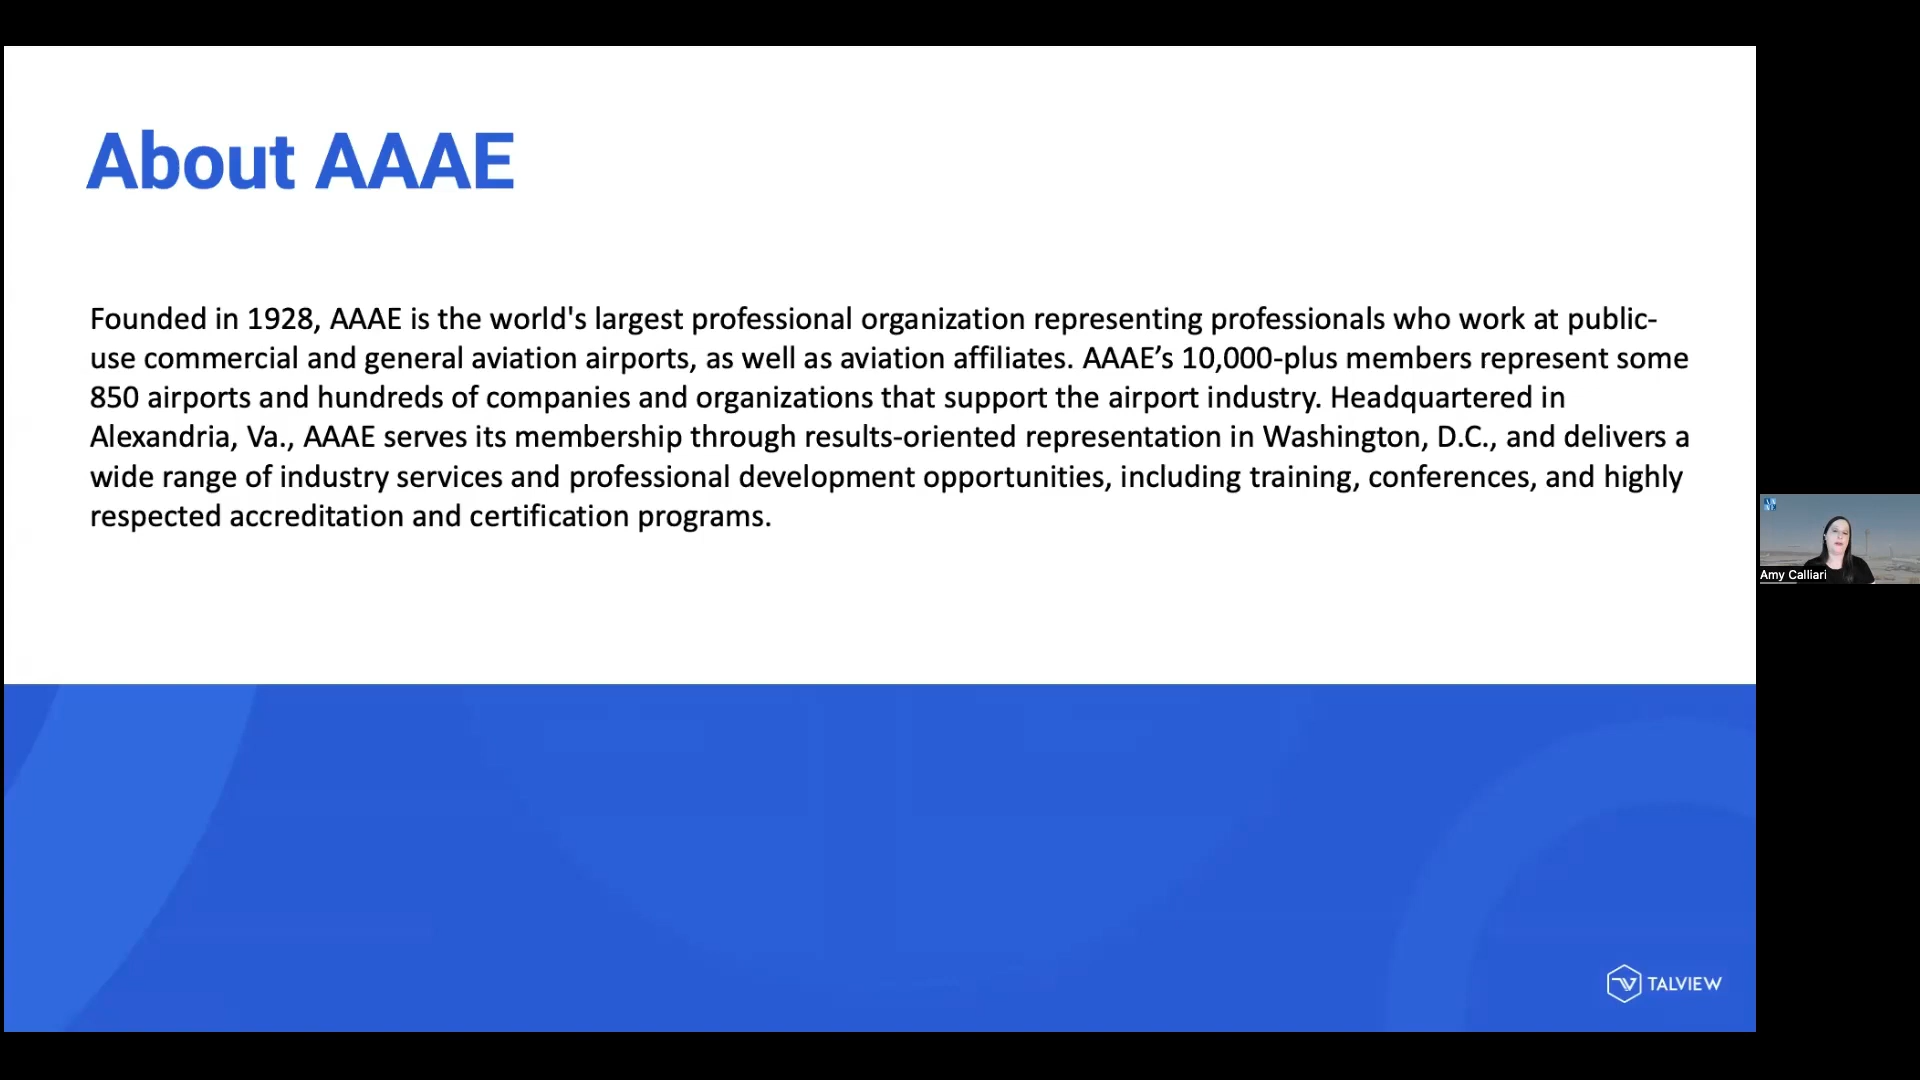 About AAAE
Founded in 1928, AAAE is the world's largest professional organization representing professionals who work at public-
use commercial and general aviation airports, as well as aviation affiliates. AAAE’s 10,000-plus members represent some
850 airports and hundreds of companies and organizations that support the airport industry. Headquartered in
Alexandria, Va., AAAE serves its membership through results-oriented representation in Washington, D.C., and delivers a
wide range of industry services and professional development opportunities, including training, conferences, and highly
respected accreditation and certification programs.
Amy Calliari
TALVIEW